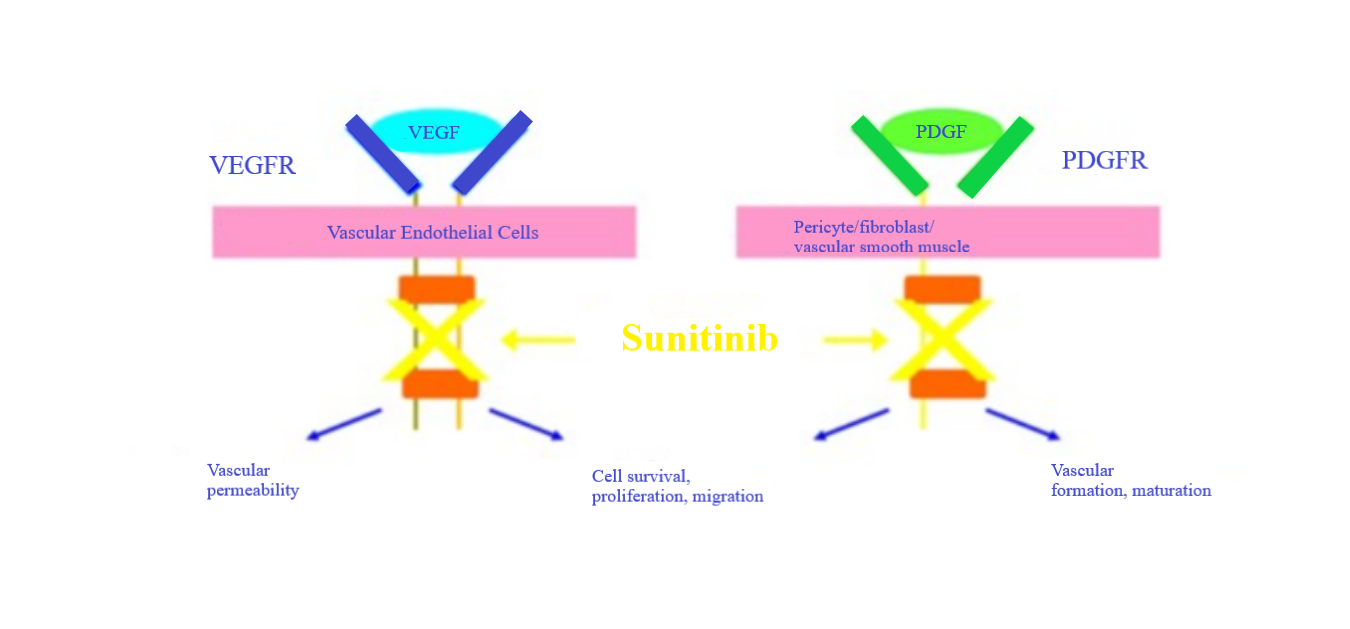 VEGF
PDGF
VEGFR
PDGFR
Vascular Endothelial Cells
Pericyte/fibroblast/
vascular smooth muscle
Sunitinib
Vascular
permeability
Cell survival,
proliferation, migration
Vascular
formation, maturation